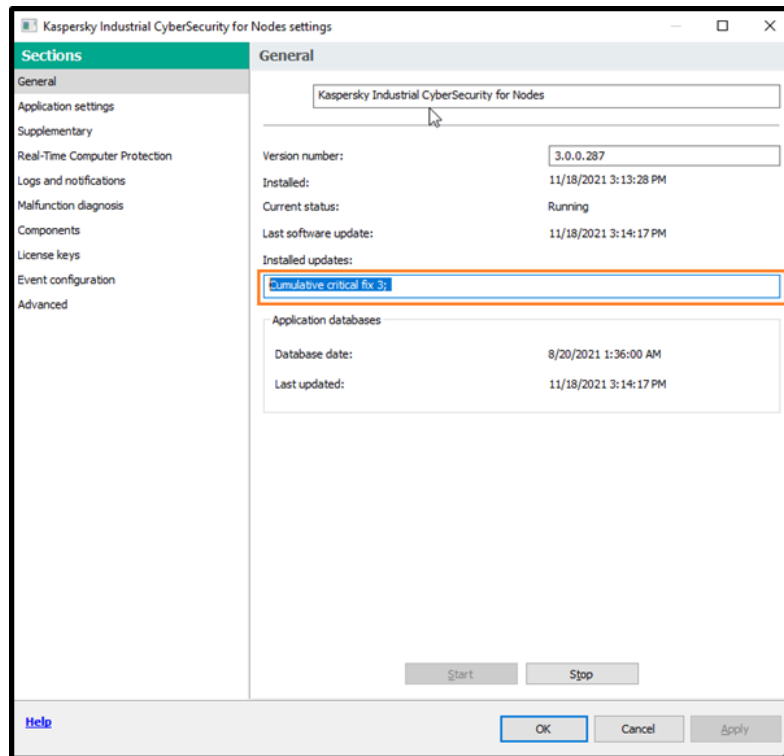 Kaspersky Industrial CyberSecurity for Nodes settings
Sections
General
Application settings
Supplementary
Real-Time Computer Protection
Logs and notifications
Malfunction diagnosis
Components
License keys
Event configuration
Advanced
General
Kaspersky Industrial CyberSecurity for Nodes
Version number: 3.0.0.287
Installed: 11/18/2021 3:13:28 PM
Current status: Running
Last software update: 11/18/2021 3:14:17 PM
Installed updates:
Cumulative critical fix 3;
Application databases
Database date: 8/20/2021 1:36:00 AM
Last updated: 11/18/2021 3:14:17 PM
Start Stop
Help
OK Cancel Apply